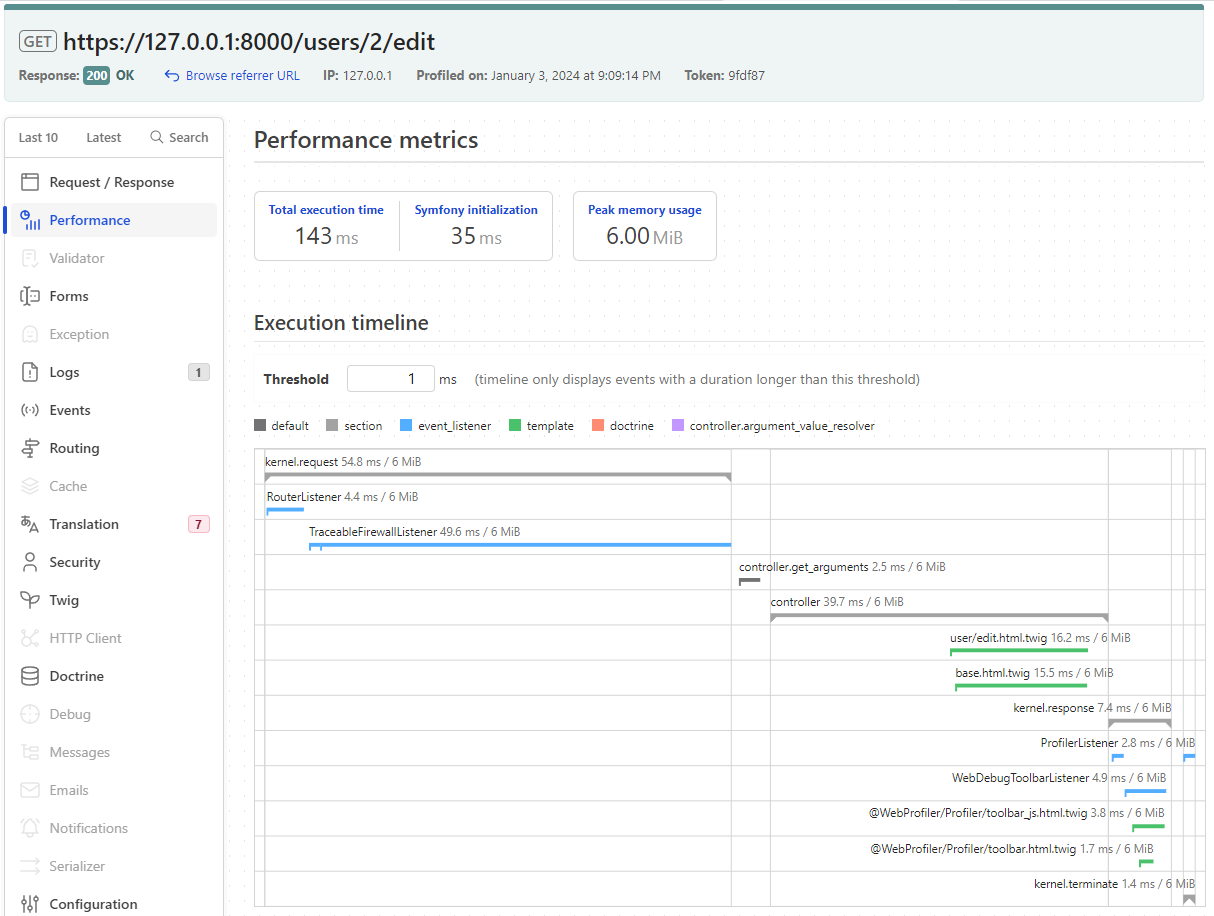 GET https://127.0.0.1:8000/users/2/edit
Response: 200 OK Browse referrer URL IP: 127.0.0.1 Profiled on: January 3, 2024 at 9:09:14 PM Token: 9fdf87
Last 10 Latest Search
Request / Response
Performance
Validator
Forms
Exception
Logs 1
Events
Routing
Cache
Translation 7
Security
Twig
HTTP Client
Doctrine
Debug
Messages
Emails
Notifications
Serializer
Configuration
Performance metrics
Total execution time Symfony initialization Peak memory usage
143 ms 35 ms 6.00 MiB
Execution timeline
Threshold 1 ms (timeline only displays events with a duration longer than this threshold)
default section event_listener template doctrine controller.argument_value_resolver
kernel.request 54.8 ms / 6 MiB
RouterListener 4.4 ms / 6 MiB
TraceableFirewallListener 49.6 ms / 6 MiB
controller.get_arguments 2.5 ms / 6 MiB
controller 39.7 ms / 6 MiB
user/edit.html.twig 16.2 ms / 6 MiB
base.html.twig 15.5 ms / 6 MiB
kernel.response 7.4 ms / 6 MiB
ProfilerListener 2.8 ms / 6 MiB
WebDebugToolbarListener 4.9 ms / 6 MiB
@WebProfiler/Profiler/toolbar_js.html.twig 3.8 ms / 6 MiB
@WebProfiler/Profiler/toolbar.html.twig 1.7 ms / 6 MiB
kernel.terminate 1.4 ms / 6 MiB